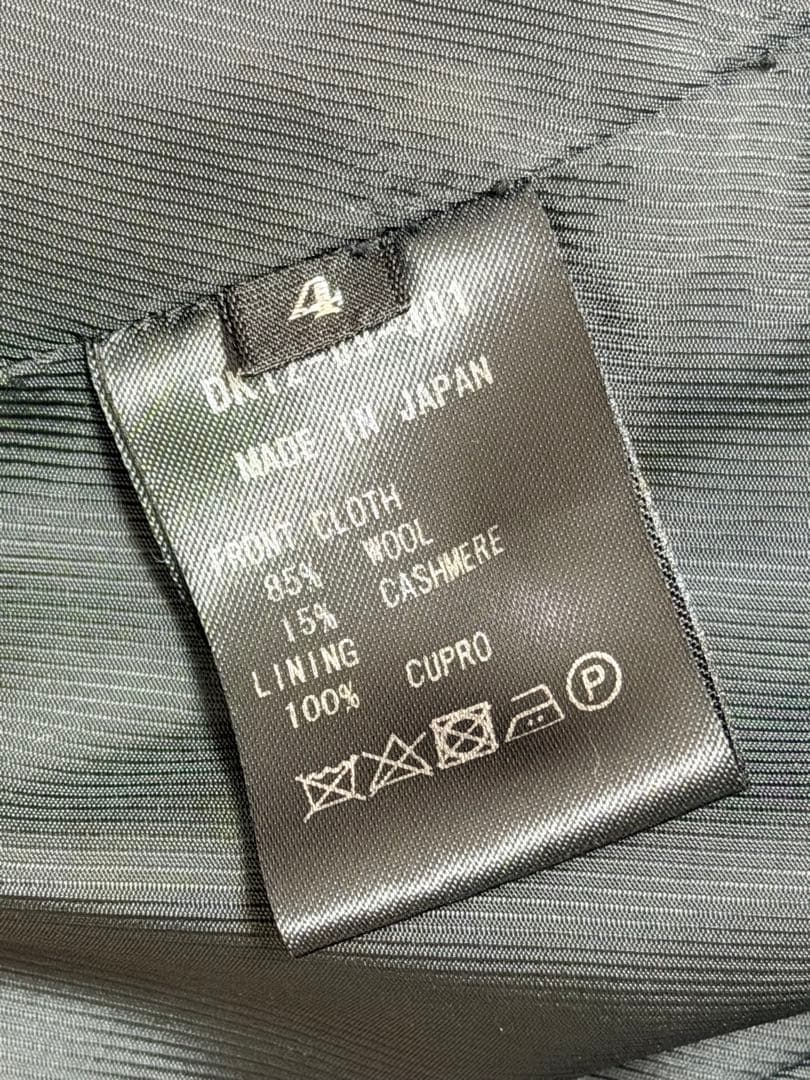 4
MADE IN JAPAN
FRONT CLOTH
85% WOOL
15% CASHMERE
LINING
100% CUPRO
P